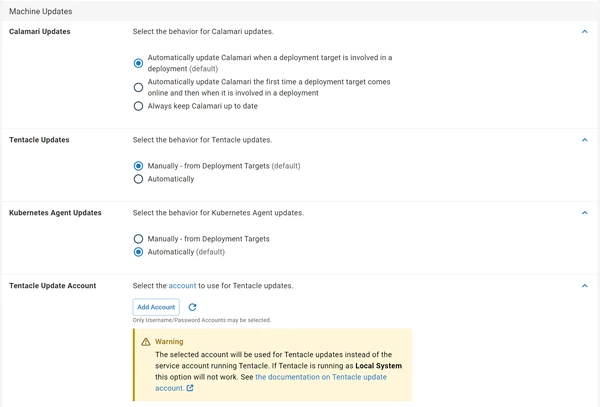 Machine Updates
Calamari Updates
Select the behavior for Calamari updates.
Automatically update Calamari when a deployment target is involved in a
deployment (default)
Automatically update Calamari the first time a deployment target comes
online and then when it is involved in a deployment
Always keep Calamari up to date
Tentacle Updates
Select the behavior for Tentacle updates.
Manually - from Deployment Targets (default)
Automatically
Kubernetes Agent Updates
Select the behavior for Kubernetes Agent updates.
Manually - from Deployment Targets
Automatically (default)
Tentacle Update Account
Select the account to use for Tentacle updates.
Add Account
Only Username/Password Accounts may be selected.
Warning
The selected account will be used for Tentacle updates instead of the
service account running Tentacle. If Tentacle is running as Local System
this option will not work. See the documentation on Tentacle update
account.